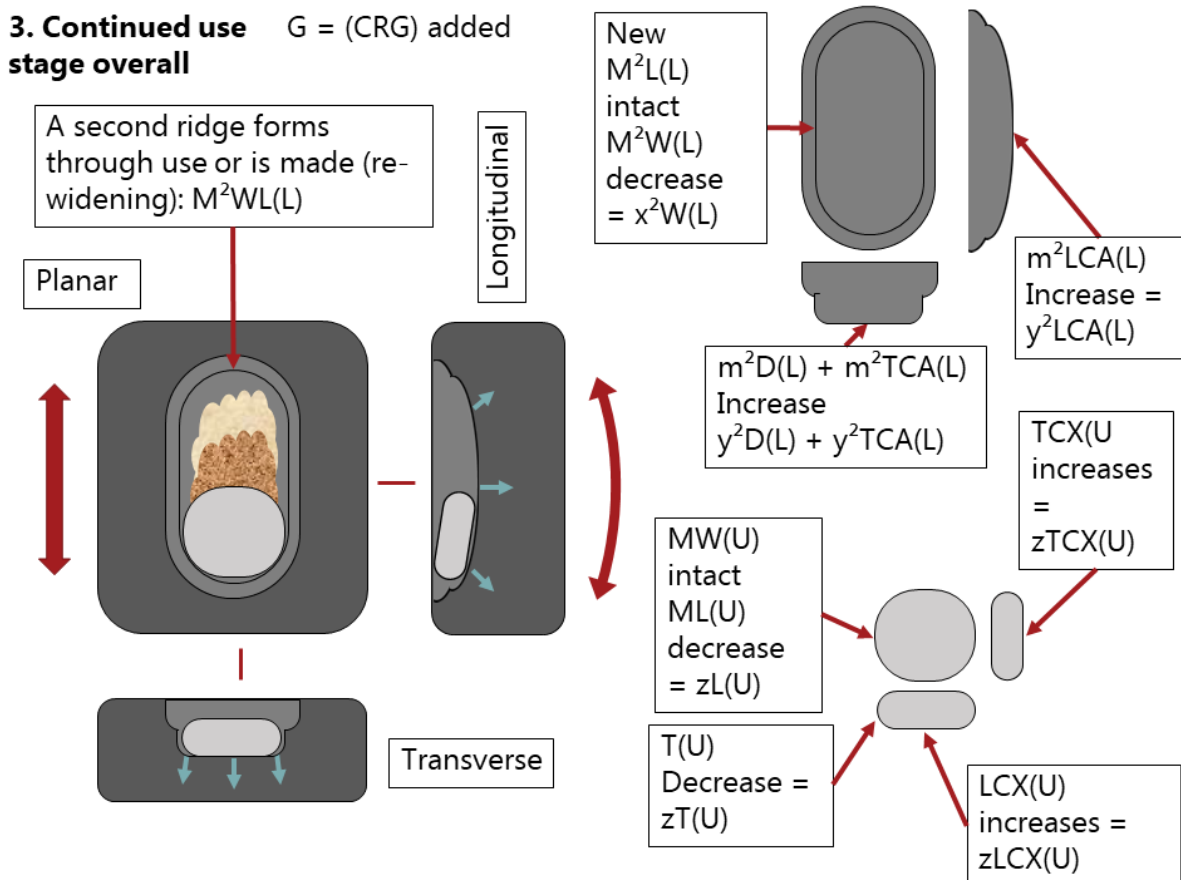 3. Continued use G = (CRG) added
stage overall
A second ridge forms
through use or is made (re-
widening): M²WL(L)
Planar
Longitudinal
Transverse
New
M²L(L)
intact
M²W(L)
decrease
= x²W(L)
m²LCA(L)
Increase =
y²LCA(L)
m²D(L) + m²TCA(L)
Increase
y²D(L) + y²TCA(L)
TCX(U
increases
=
zTCX(U)
MW(U)
intact
ML(U)
decrease
= zL(U)
T(U)
Decrease =
zT(U)
LCX(U)
increases =
zLCX(U)